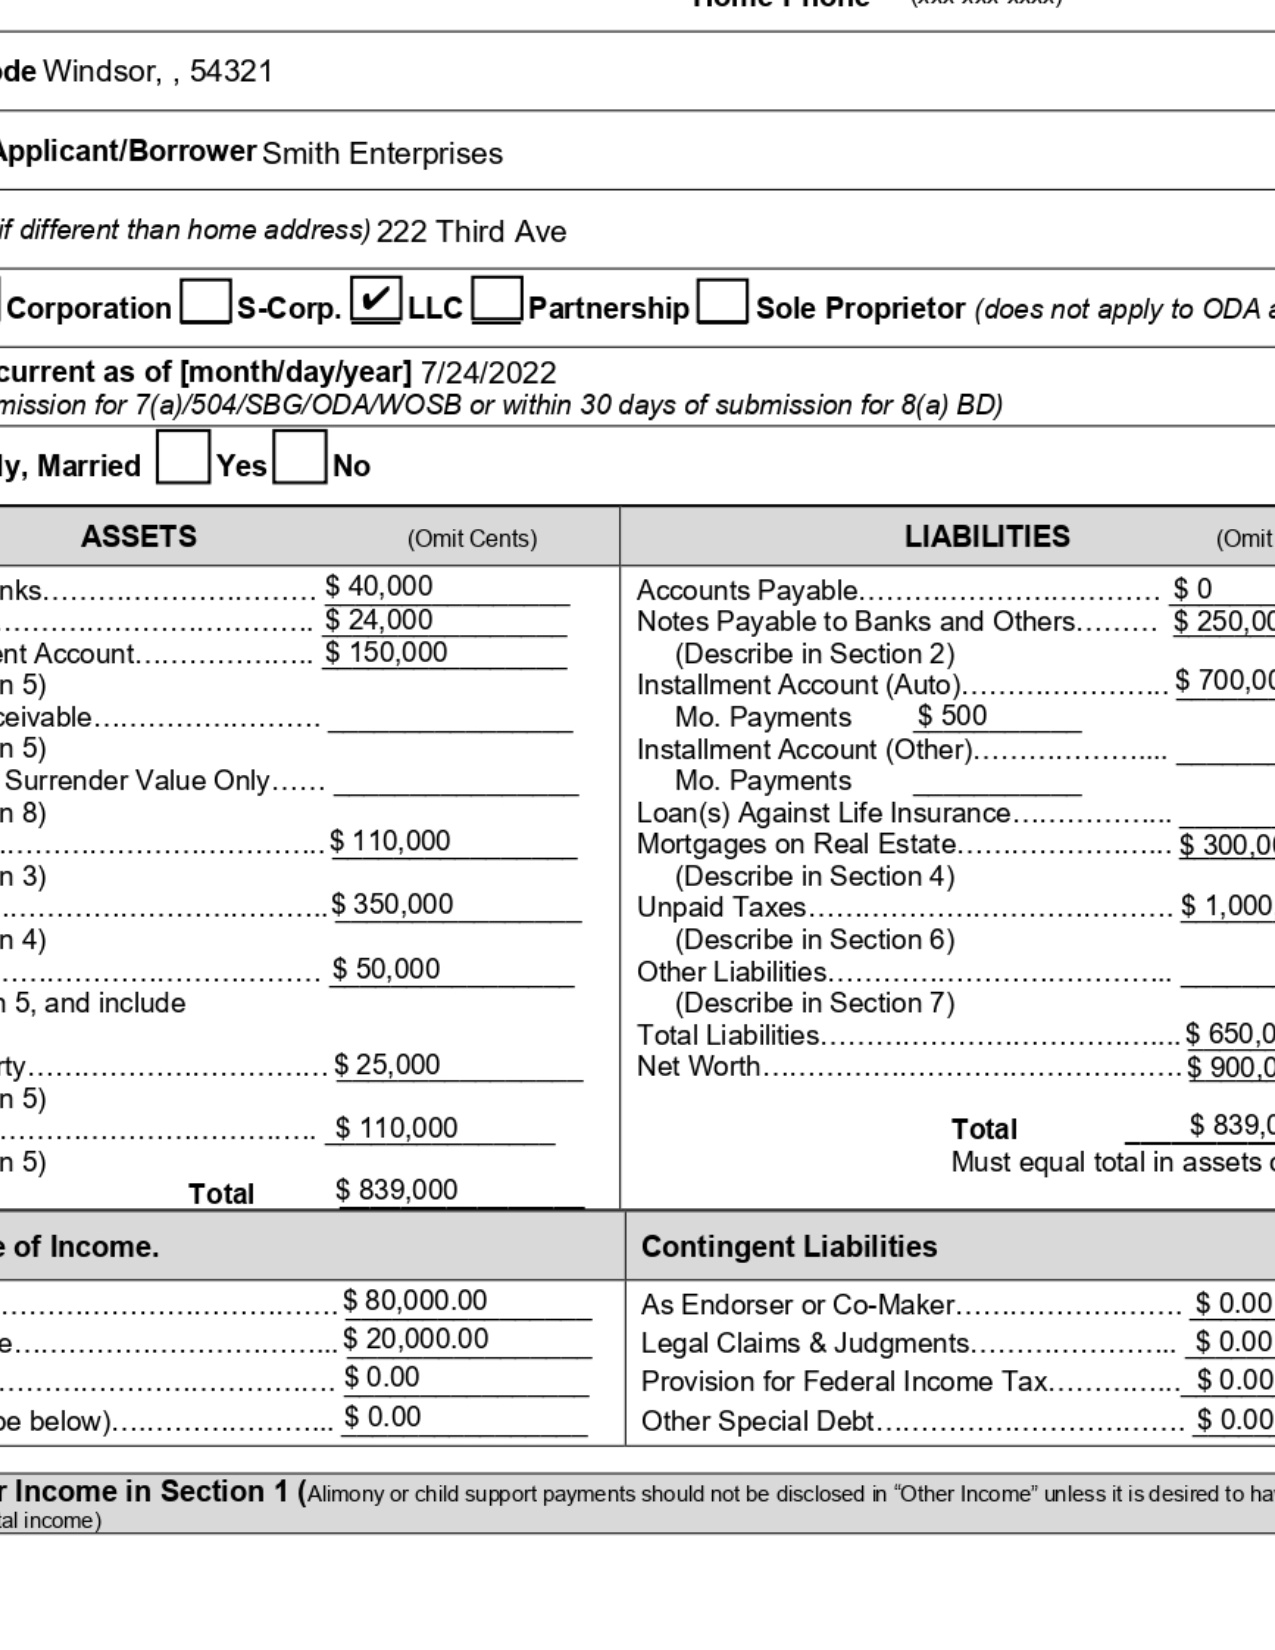 Home Phone (xxx-xxx-xxxx)
ode Windsor, , 54321
Applicant/Borrower Smith Enterprises
if different than home address) 222 Third Ave
Corporation S-Corp. ✔ LLC Partnership Sole Proprietor (does not apply to ODA a
current as of [month/day/year] 7/24/2022
mission for 7(a)/504/SBG/ODA/WOSB or within 30 days of submission for 8(a) BD)
ly, Married Yes No
ASSETS (Omit Cents)
nks.............................. $ 40,000
.............................. $ 24,000
ent Account.................... $ 150,000
n 5)
ceivable.........................
n 5)
Surrender Value Only......
n 8)
.............................. $ 110,000
n 3)
.............................. $ 350,000
n 4)
.............................. $ 50,000
n 5, and include
rty.............................. $ 25,000
n 5)
.............................. $ 110,000
n 5)
Total $ 839,000
LIABILITIES (Omit
Accounts Payable.............................. $ 0
Notes Payable to Banks and Others......... $ 250,00
(Describe in Section 2)
Installment Account (Auto)....................... $ 700,00
Mo. Payments $ 500
Installment Account (Other).....................
Mo. Payments
Loan(s) Against Life Insurance..................
Mortgages on Real Estate........................ $ 300,0
(Describe in Section 4)
Unpaid Taxes........................................ $ 1,000
(Describe in Section 6)
Other Liabilities.....................................
(Describe in Section 7)
Total Liabilities....................................... $ 650,0
Net Worth.............................................. $ 900,0
Total $ 839,0
Must equal total in assets c
e of Income.
.............................. $ 80,000.00
e.............................. $ 20,000.00
.............................. $ 0.00
be below)......................... $ 0.00
Contingent Liabilities
As Endorser or Co-Maker......................... $ 0.00
Legal Claims & Judgments....................... $ 0.00
Provision for Federal Income Tax............... $ 0.00
Other Special Debt.................................. $ 0.00
r Income in Section 1 (Alimony or child support payments should not be disclosed in “Other Income” unless it is desired to ha
tal income)